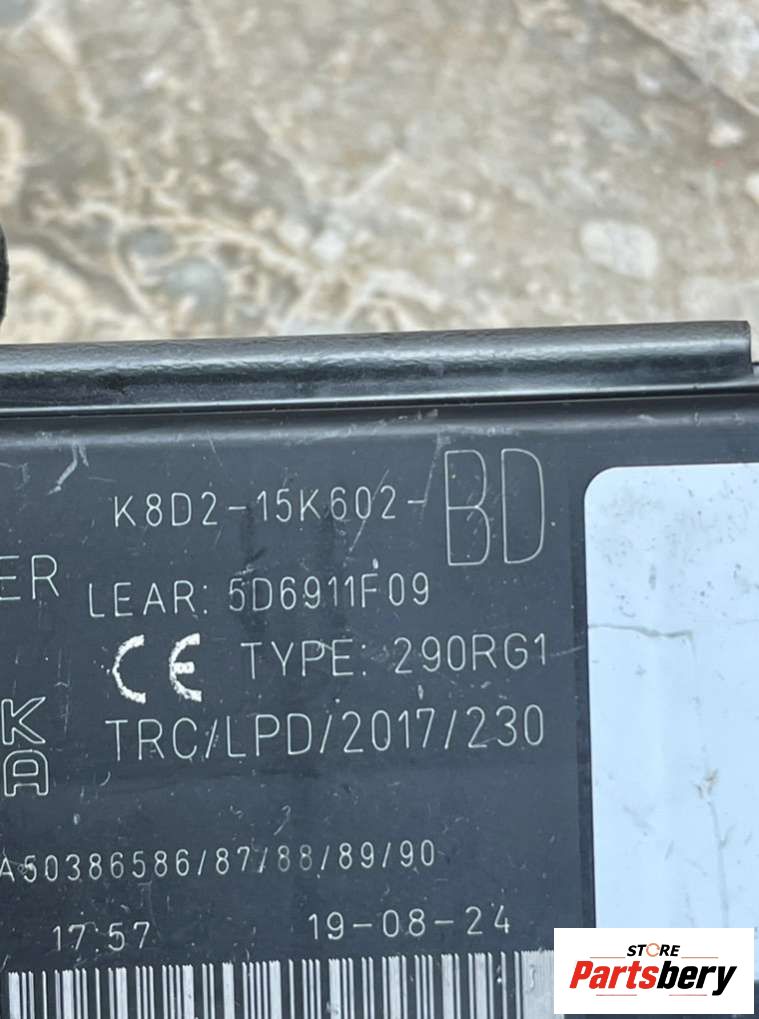 K8D2-15K602-BD
ER
LEAR: 5D6911F09
CE TYPE: 290RG1
K
TRC/LPD/2017/230
A
A50386586/87/88/89/90
17:57 19-08-24
STORE
Partsbery